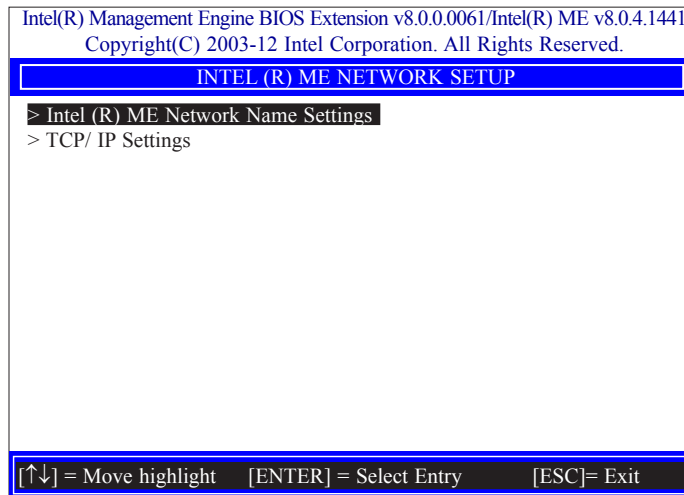 Intel(R) Management Engine BIOS Extension v8.0.0.0061/Intel(R) ME v8.0.4.1441
Copyright(C) 2003-12 Intel Corporation. All Rights Reserved.
INTEL (R) ME NETWORK SETUP
> Intel (R) ME Network Name Settings
> TCP/ IP Settings
[↑↓] = Move highlight [ENTER] = Select Entry [ESC]= Exit